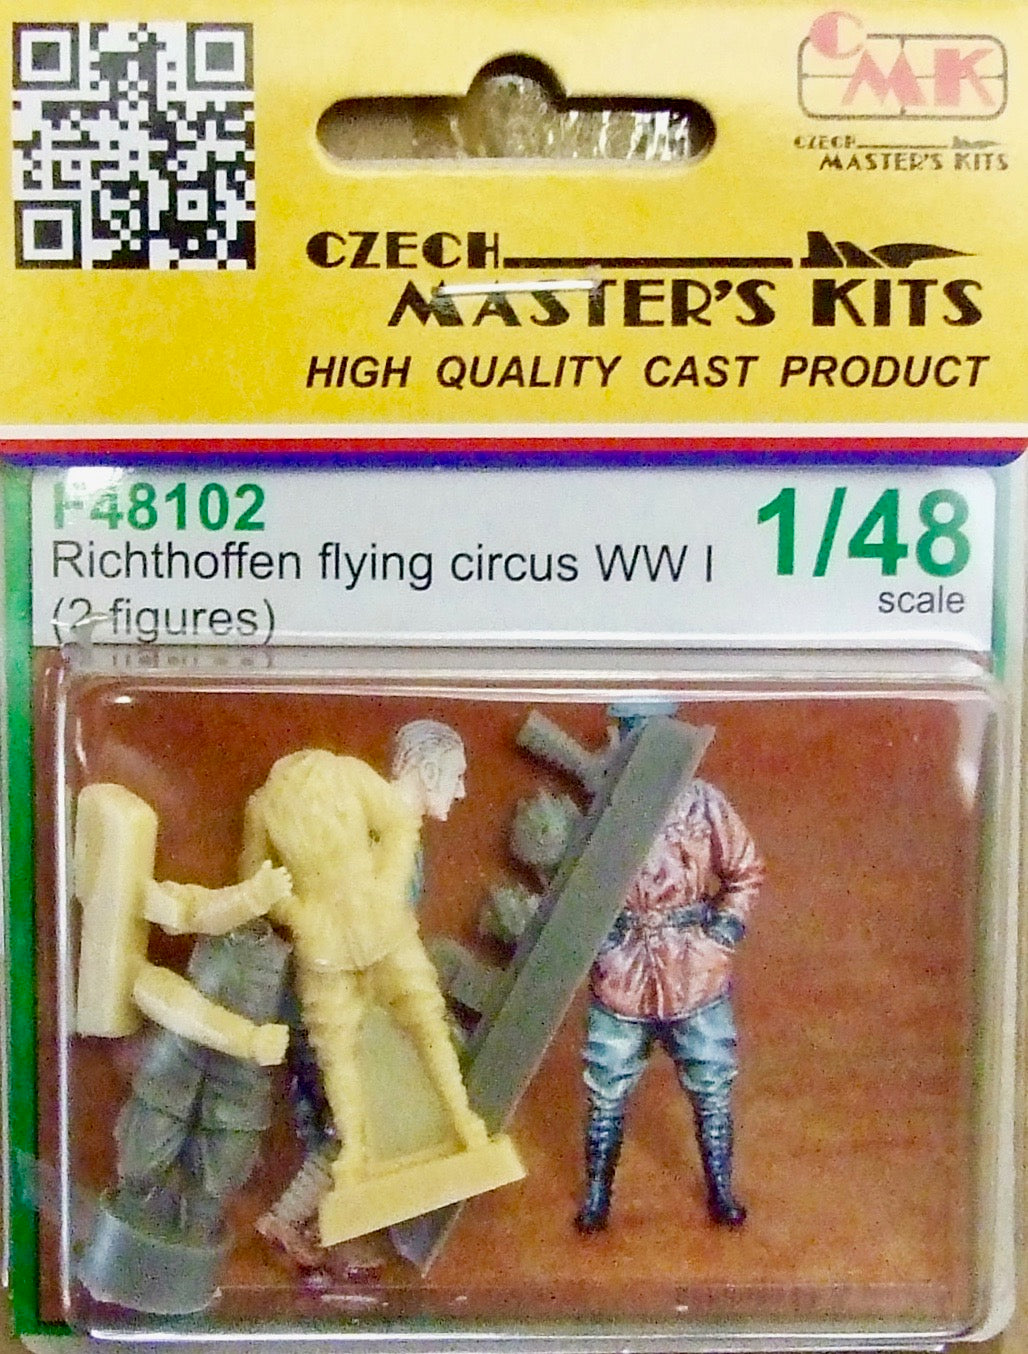 CMK
CZECH
MASTER'S KITS
CZECH
MASTER'S KITS
HIGH QUALITY CAST PRODUCT
F48102
Richthoffen flying circus WW I
(2 figures)
1/48
scale